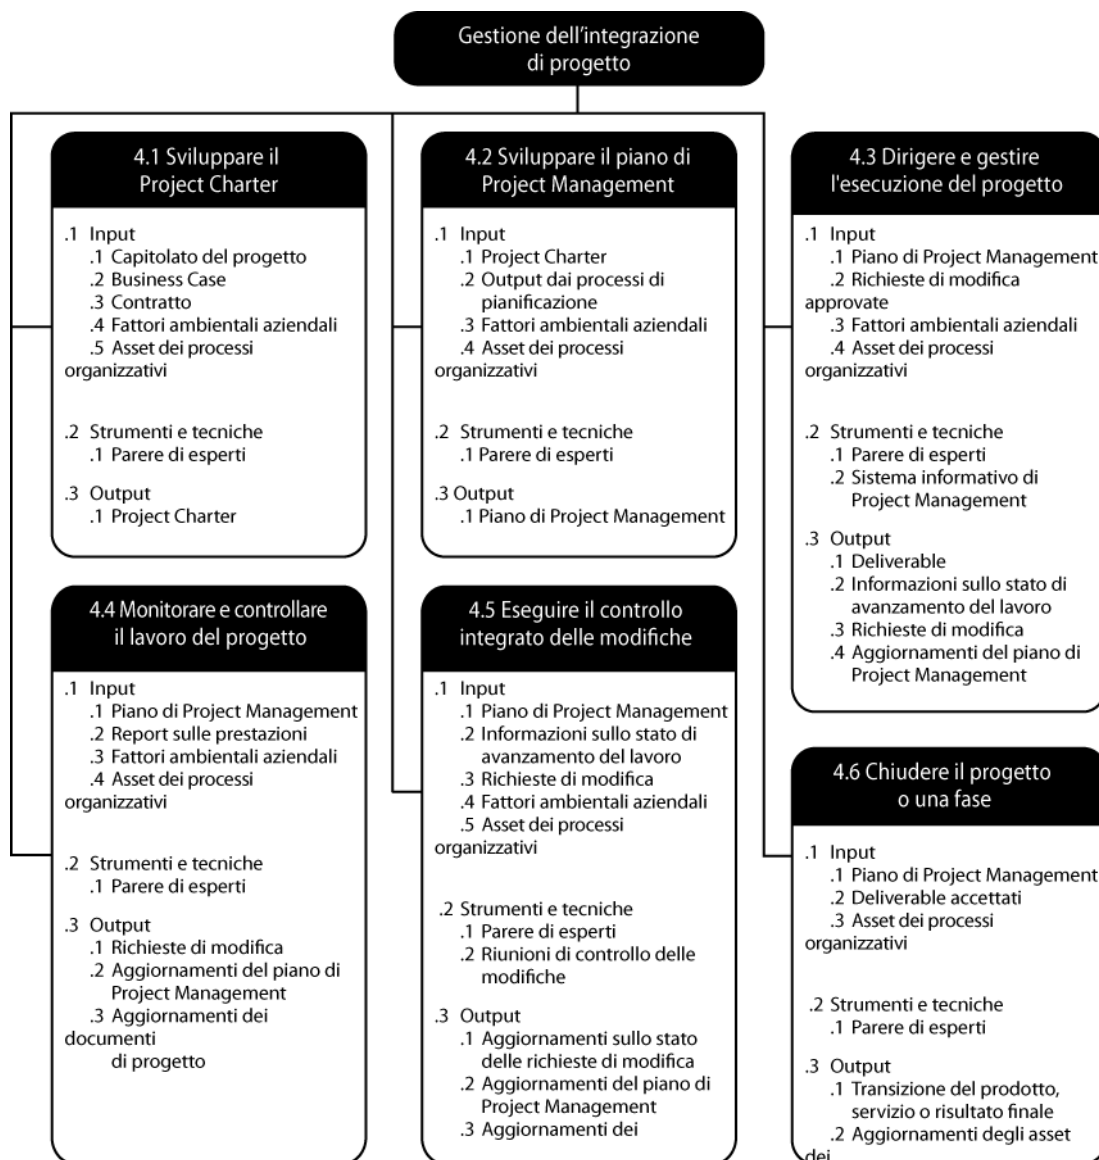 Gestione dell'integrazione
di progetto
4.1 Sviluppare il
Project Charter
.1 Input
.1 Capitolato del progetto
.2 Business Case
.3 Contratto
.4 Fattori ambientali aziendali
.5 Asset dei processi
organizzativi
.2 Strumenti e tecniche
.1 Parere di esperti
.3 Output
.1 Project Charter
4.2 Sviluppare il piano di
Project Management
.1 Input
.1 Project Charter
.2 Output dai processi di
pianificazione
.3 Fattori ambientali aziendali
.4 Asset dei processi
organizzativi
.2 Strumenti e tecniche
.1 Parere di esperti
.3 Output
.1 Piano di Project Management
4.3 Dirigere e gestire
l'esecuzione del progetto
.1 Input
.1 Piano di Project Management
.2 Richieste di modifica
approvate
.3 Fattori ambientali aziendali
.4 Asset dei processi
organizzativi
.2 Strumenti e tecniche
.1 Parere di esperti
.2 Sistema informativo di
Project Management
.3 Output
.1 Deliverable
.2 Informazioni sullo stato di
avanzamento del lavoro
.3 Richieste di modifica
.4 Aggiornamenti del piano di
Project Management
4.4 Monitorare e controllare
il lavoro del progetto
.1 Input
.1 Piano di Project Management
.2 Report sulle prestazioni
.3 Fattori ambientali aziendali
.4 Asset dei processi
organizzativi
.2 Strumenti e tecniche
.1 Parere di esperti
.3 Output
.1 Richieste di modifica
.2 Aggiornamenti del piano di
Project Management
.3 Aggiornamenti dei
documenti
di progetto
4.5 Eseguire il controllo
integrato delle modifiche
.1 Input
.1 Piano di Project Management
.2 Informazioni sullo stato di
avanzamento del lavoro
.3 Richieste di modifica
.4 Fattori ambientali aziendali
.5 Asset dei processi
organizzativi
.2 Strumenti e tecniche
.1 Parere di esperti
.2 Riunioni di controllo delle
modifiche
.3 Output
.1 Aggiornamenti sullo stato
delle richieste di modifica
.2 Aggiornamenti del piano di
Project Management
.3 Aggiornamenti dei
4.6 Chiudere il progetto
o una fase
.1 Input
.1 Piano di Project Management
.2 Deliverable accettati
.3 Asset dei processi
organizzativi
.2 Strumenti e tecniche
.1 Parere di esperti
.3 Output
.1 Transizione del prodotto,
servizio o risultato finale
.2 Aggiornamenti degli asset
dei